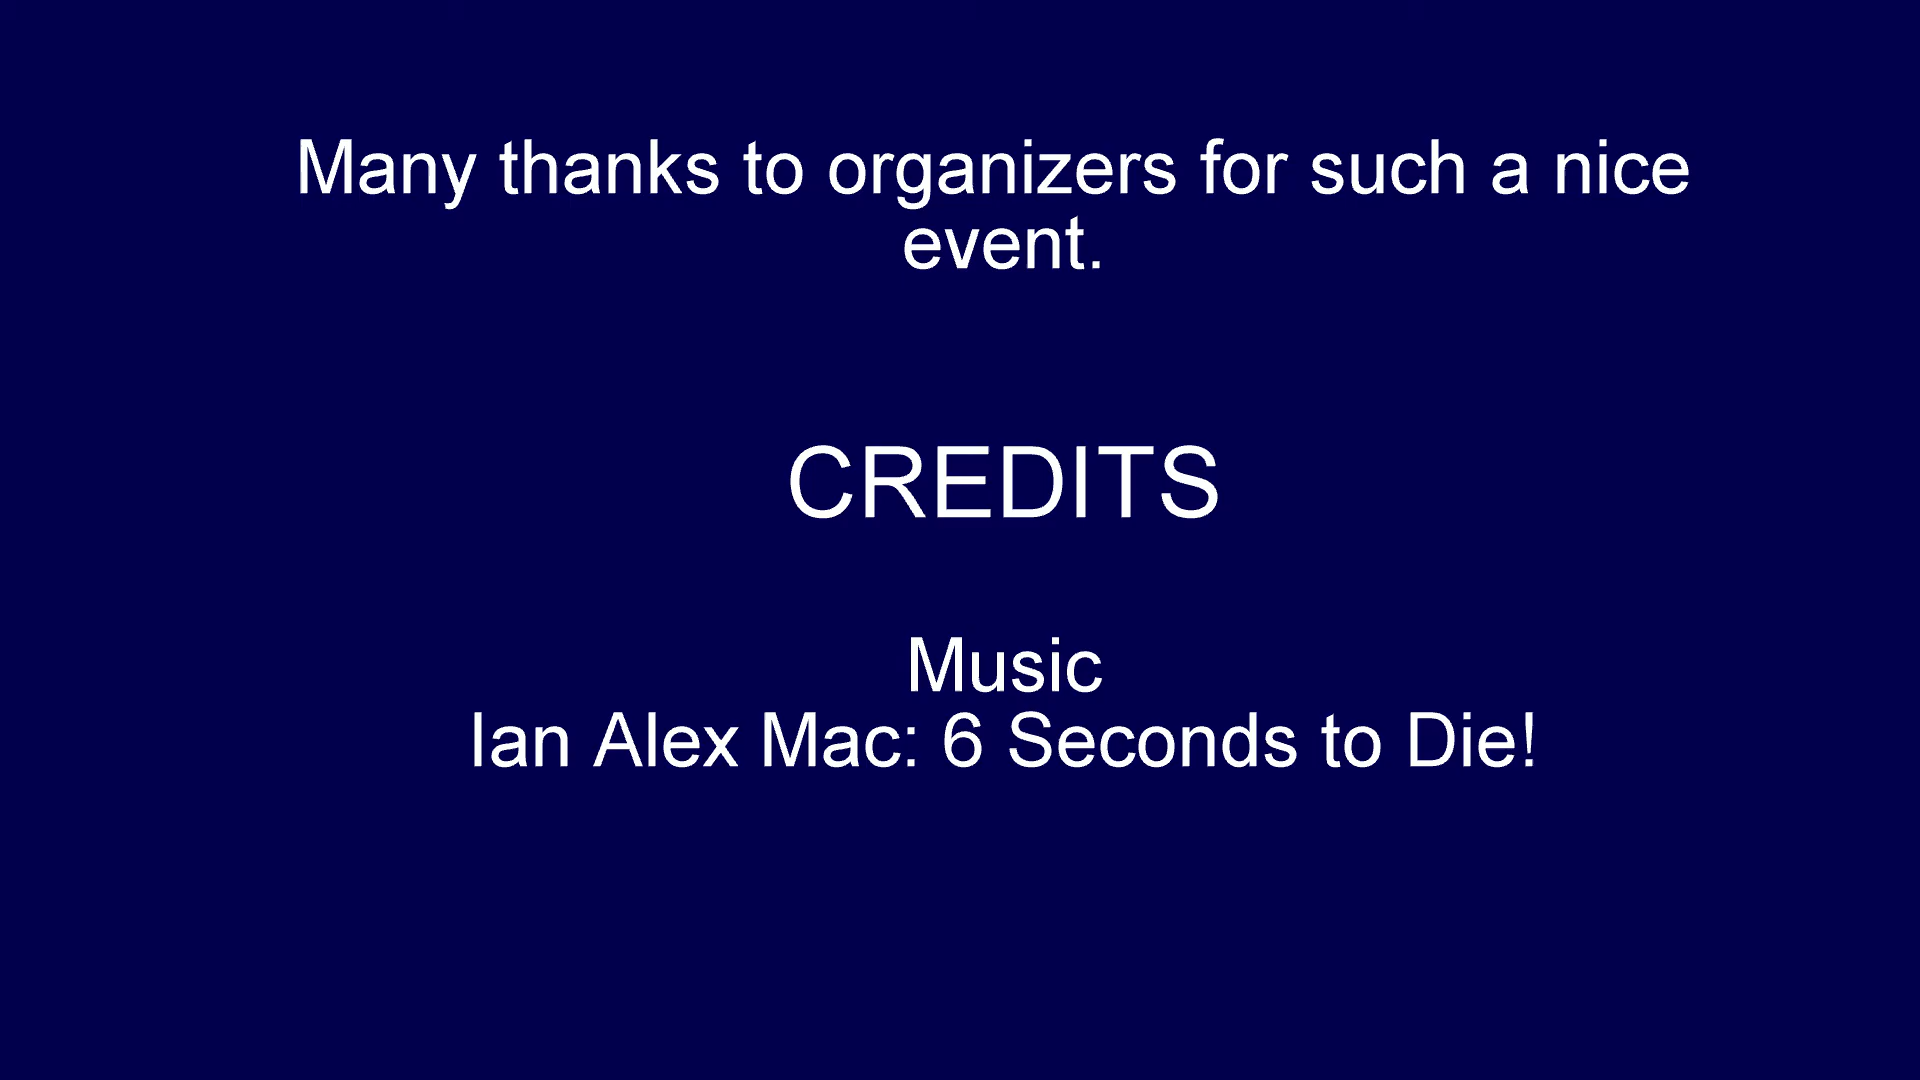 Many thanks to organizers for such a nice
event.
CREDITS
Music
Ian Alex Mac: 6 Seconds to Die!